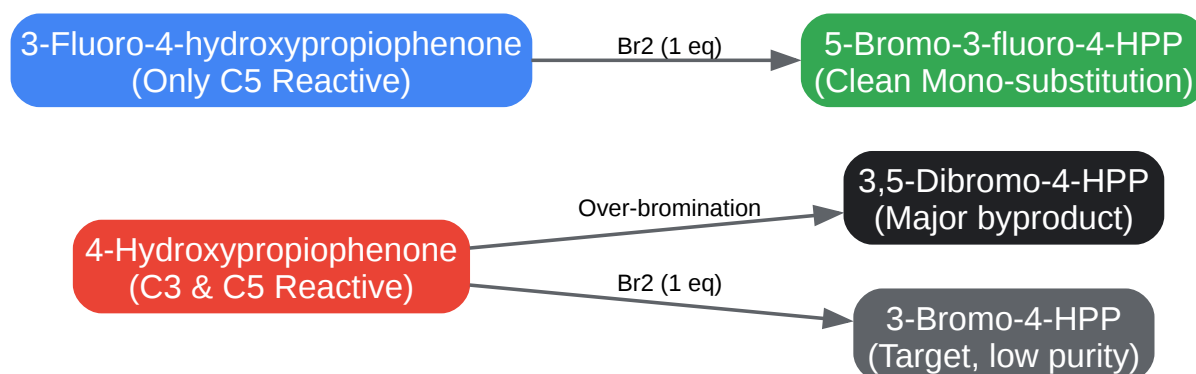 3-Fluoro-4-hydroxypropiophenone
(Only C5 Reactive)
Br2 (1 eq)
5-Bromo-3-fluoro-4-HPP
(Clean Mono-substitution)
4-Hydroxypropiophenone
(C3 & C5 Reactive)
Over-bromination
3,5-Dibromo-4-HPP
(Major byproduct)
Br2 (1 eq)
3-Bromo-4-HPP
(Target, low purity)